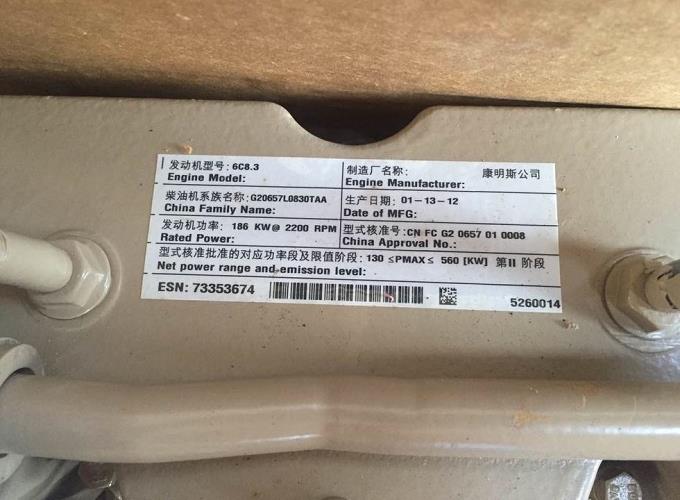 发动机型号: 6C8.3
Engine Model:
制造厂名称: 康明斯公司
Engine Manufacturer:
柴油机系族名称: G20657L0830TAA
China Family Name:
生产日期: 01-13-12
Date of MFG:
发动机功率: 186 KW@ 2200 RPM
Rated Power:
型式核准号: CN FC G2 0657 01 0008
China Approval No.:
型式核准批准的对应功率段及限值阶段: 130 ≤PMAX≤ 560 [KW] 第II 阶段
Net power range and emission level:
ESN: 73353674
5260014